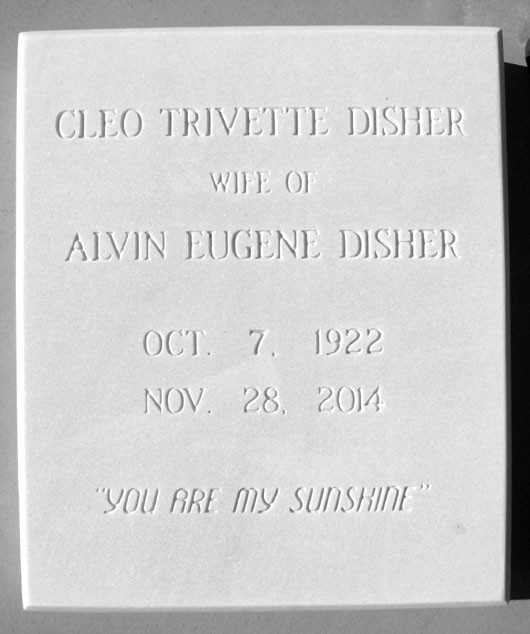 CLEO TRIVETTE DISHER
WIFE OF
ALVIN EUGENE DISHER
OCT. 7, 1922
NOV. 28, 2014
"YOU ARE MY SUNSHINE"